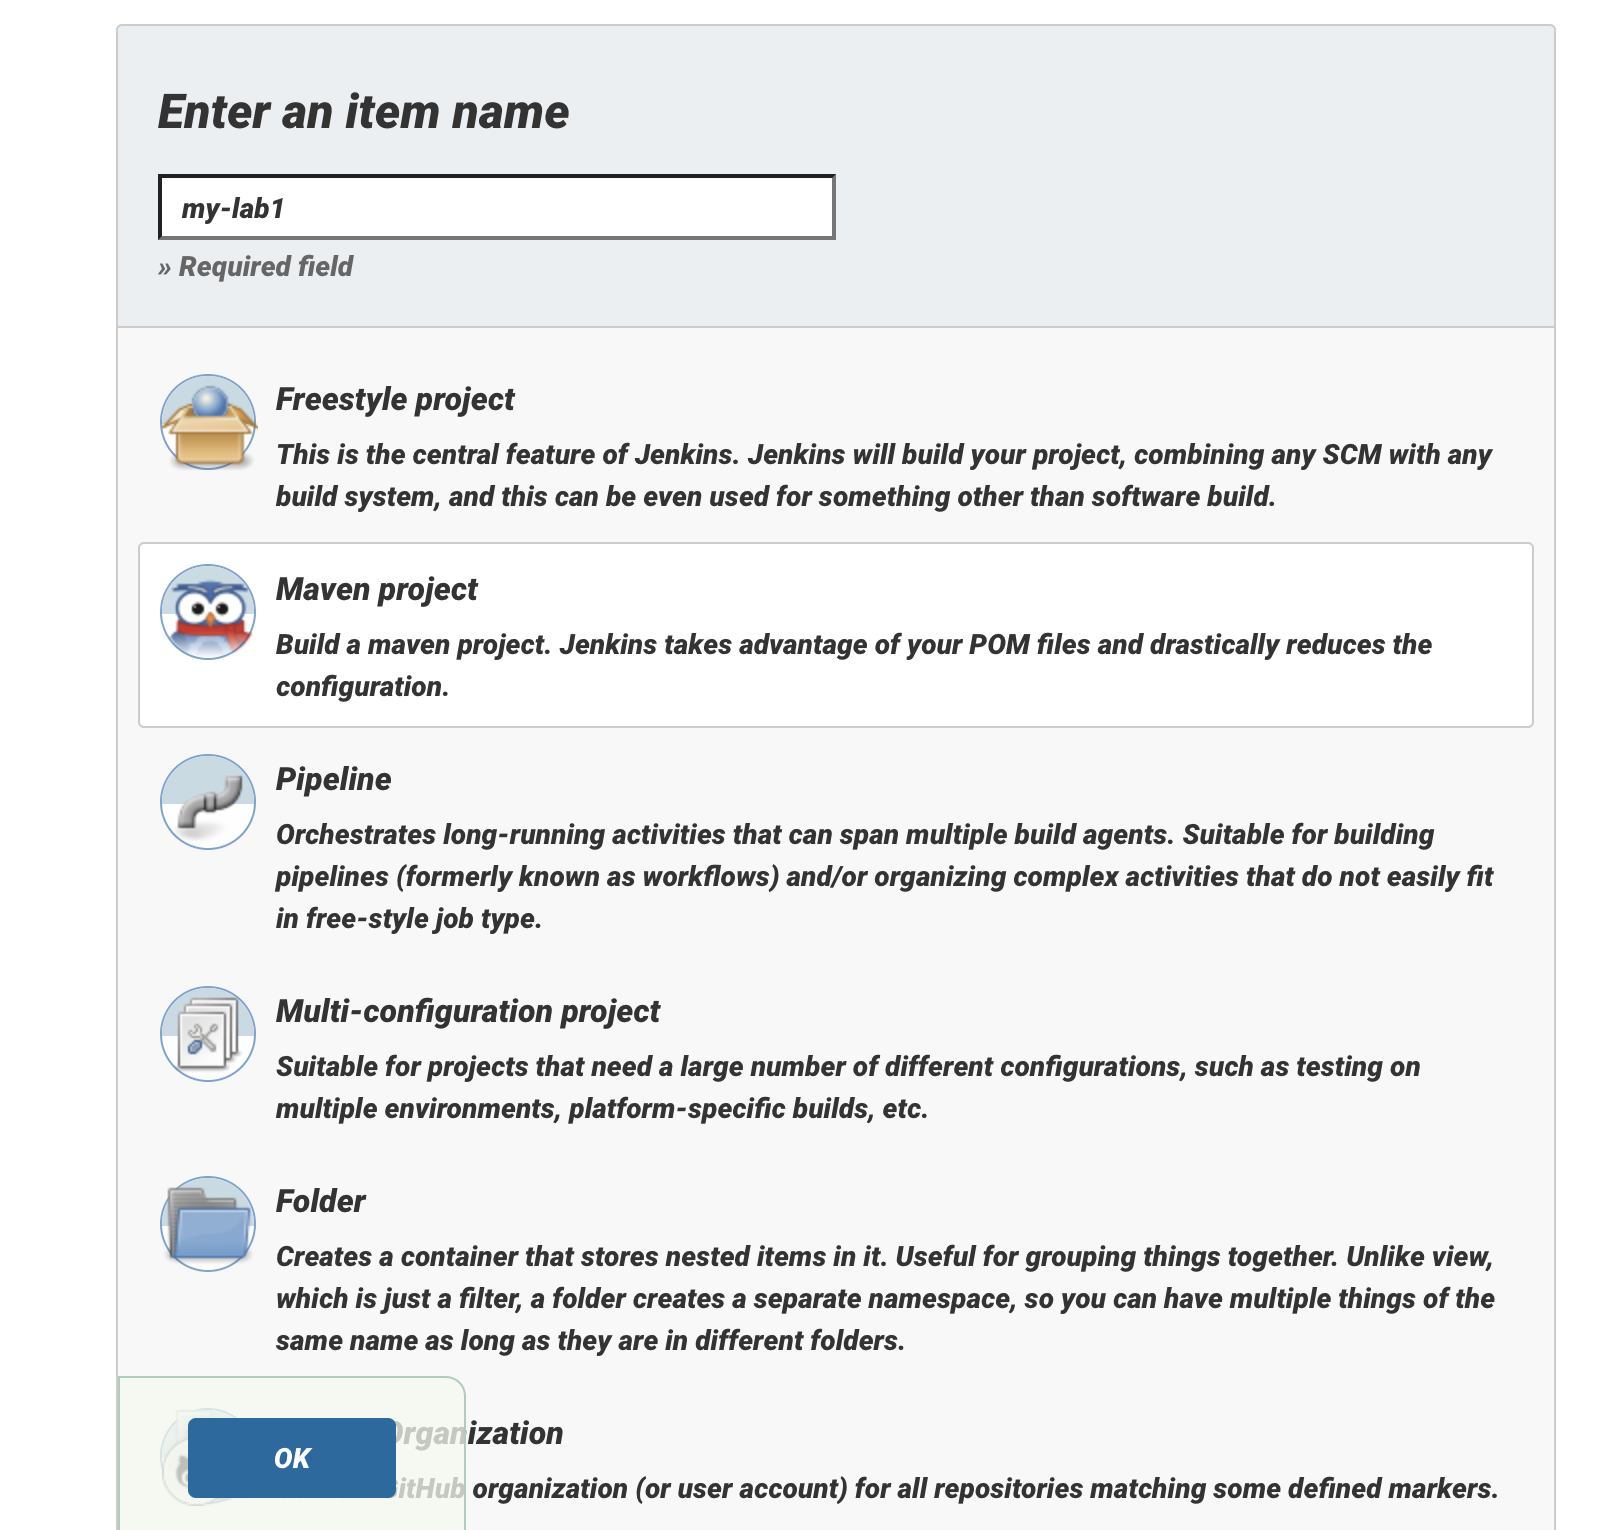 Enter an item name
my-lab1
» Required field
Freestyle project
This is the central feature of Jenkins. Jenkins will build your project, combining any SCM with any
build system, and this can be even used for something other than software build.
Maven project
Build a maven project. Jenkins takes advantage of your POM files and drastically reduces the
configuration.
Pipeline
Orchestrates long-running activities that can span multiple build agents. Suitable for building
pipelines (formerly known as workflows) and/or organizing complex activities that do not easily fit
in free-style job type.
Multi-configuration project
Suitable for projects that need a large number of different configurations, such as testing on
multiple environments, platform-specific builds, etc.
Folder
Creates a container that stores nested items in it. Useful for grouping things together. Unlike view,
which is just a filter, a folder creates a separate namespace, so you can have multiple things of the
same name as long as they are in different folders.
Organization
OK
GitHub organization (or user account) for all repositories matching some defined markers.